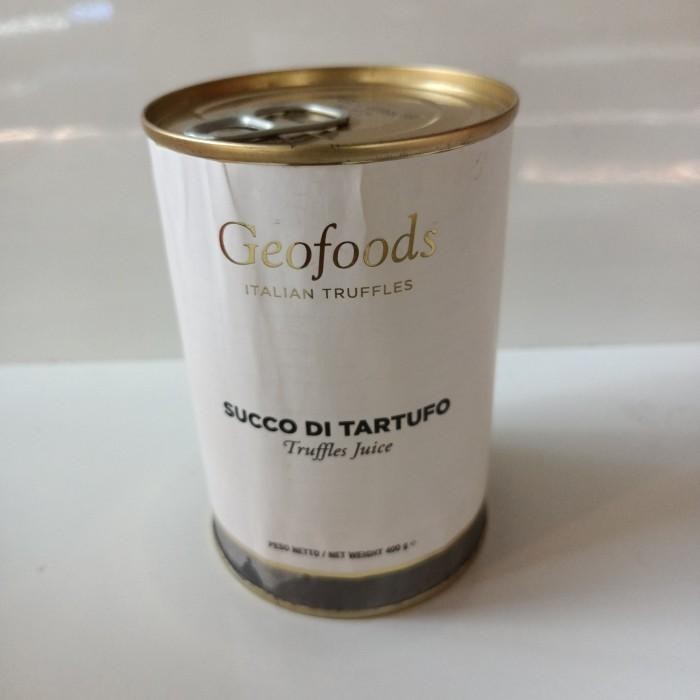 Geofoods
ITALIAN TRUFFLES
SUCCO DI TARTUFO
Truffles Juice
PESO NETTO / NET WEIGHT 400 g e